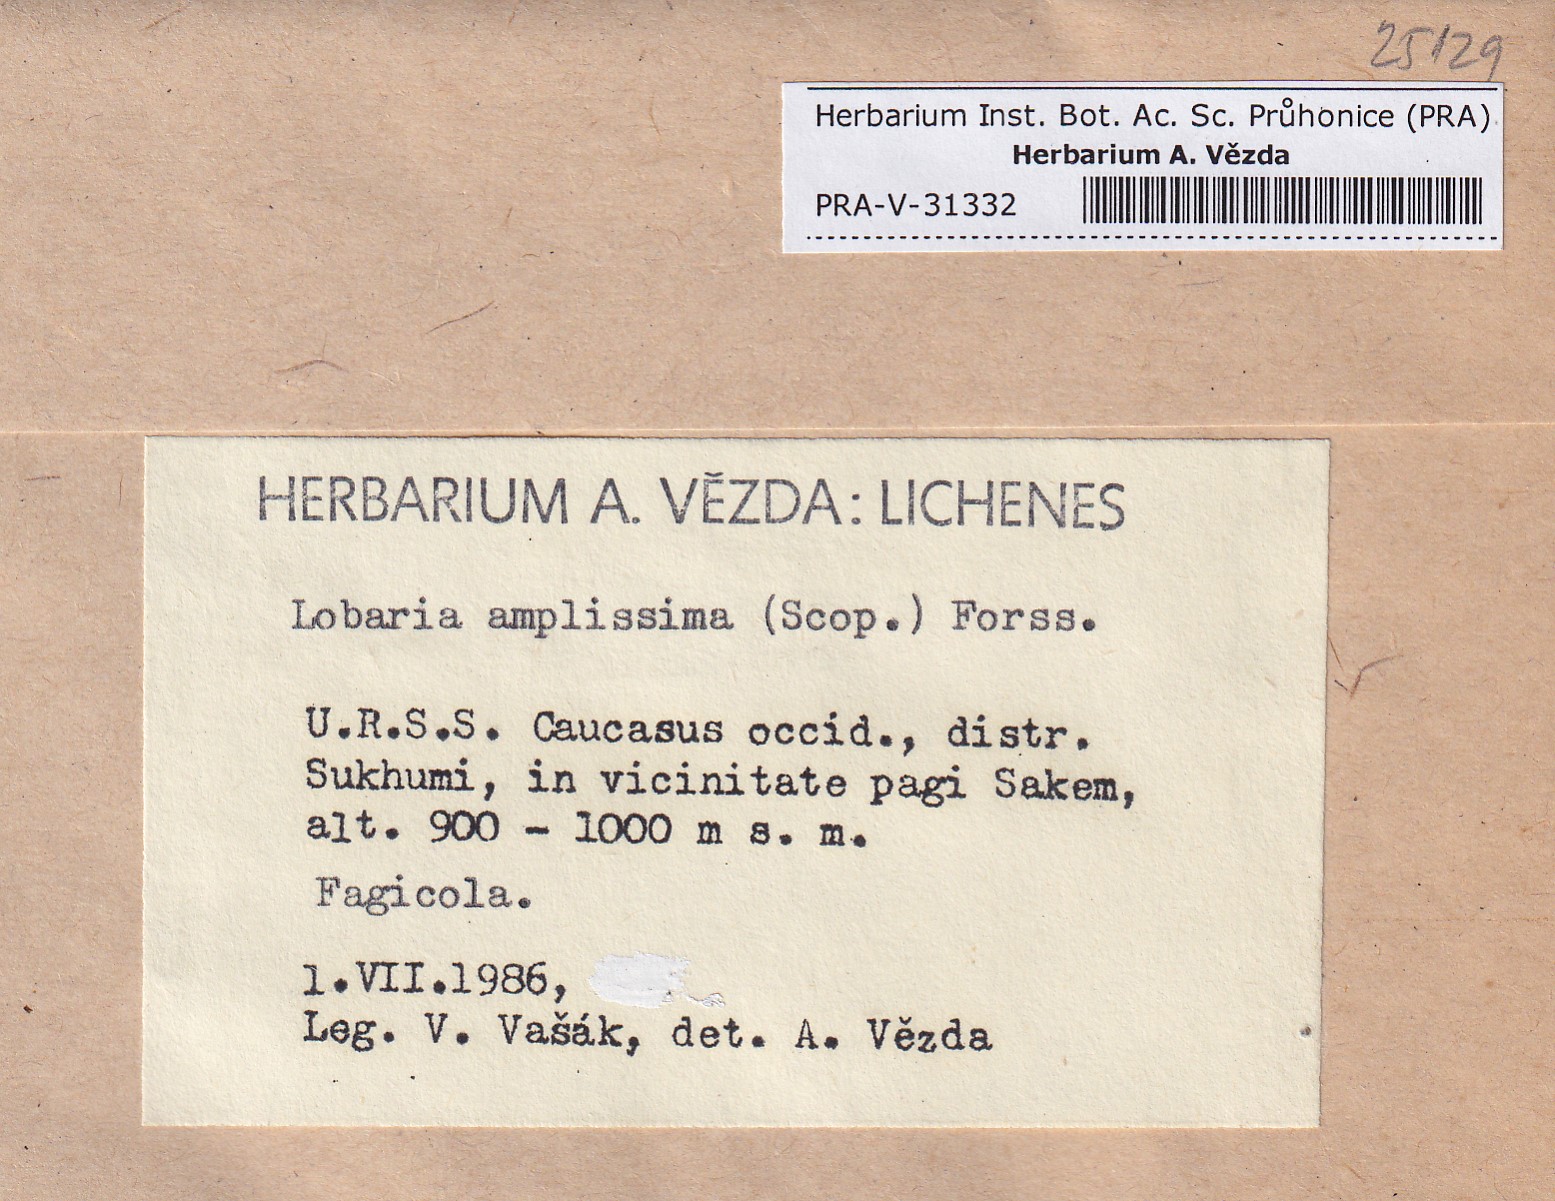 25129
Herbarium Inst. Bot. Ac. Sc. Průhonice (PRA)
Herbarium A. Vězda
PRA-V-31332
HERBARIUM A. VĚZDA: LICHENES
Lobaria amplissima (Scop.) Forss.
U.R.S.S. Caucasus occid., distr.
Sukhumi, in vicinitate pagi Sakem,
alt. 900 - 1000 m s. m.
Fagicola.
1.VII.1986,
Leg. V. Vašák, det. A. Vězda